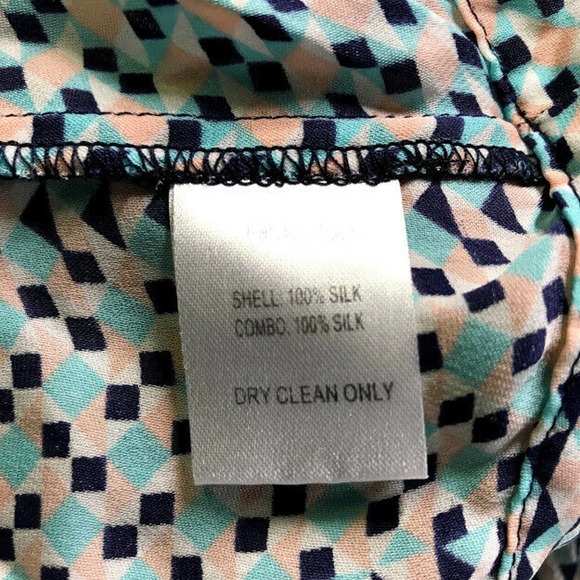 SHELL: 100% SILK
COMBO: 100% SILK
DRY CLEAN ONLY